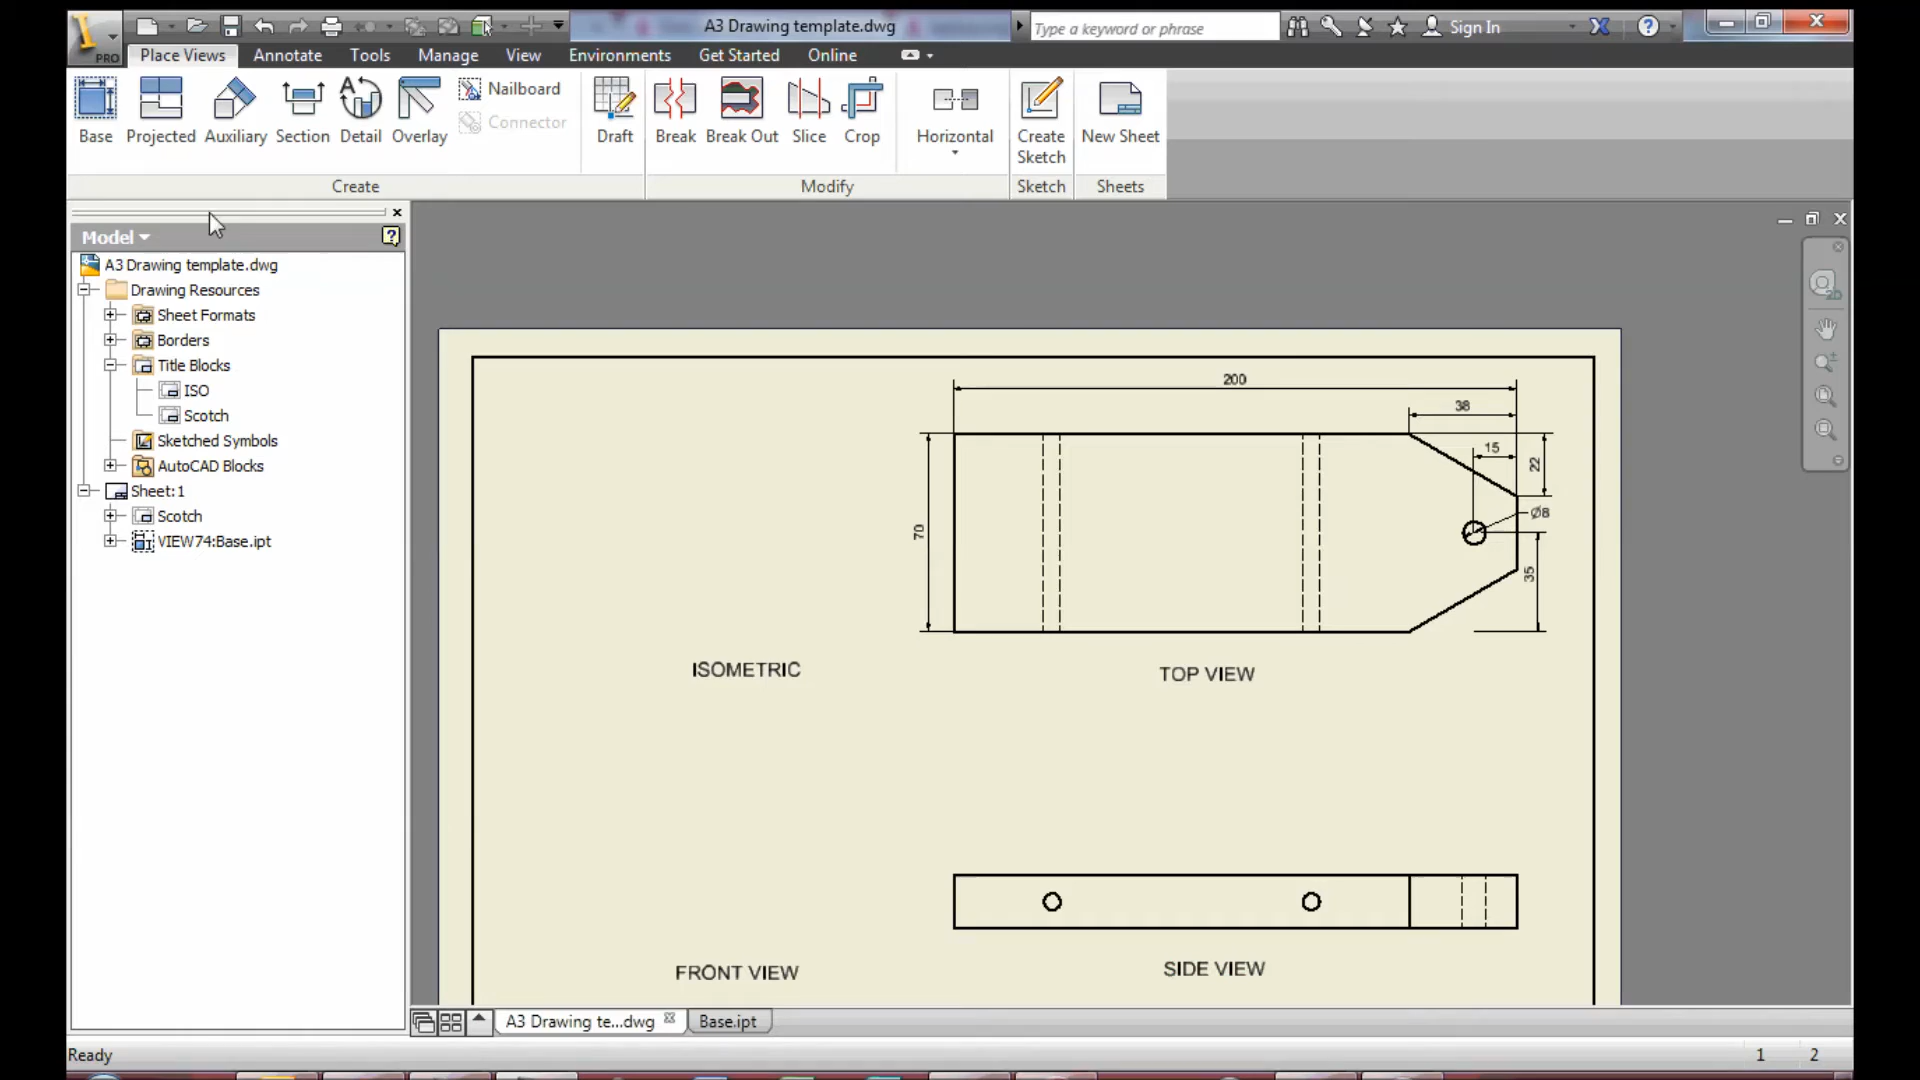 A3 Drawing template.dwg
Type a keyword or phrase
Sign In
PRO
Place Views
Annotate
Tools
Manage
View
Environments
Get Started
Online
Base
Projected
Auxiliary
Section
Detail
Overlay
Nailboard
Connector
Draft
Break
Break Out
Slice
Crop
Horizontal
Create Sketch
New Sheet
Create
Modify
Sketch
Sheets
Model
A3 Drawing template.dwg
Drawing Resources
Sheet Formats
Borders
Title Blocks
ISO
Scotch
Sketched Symbols
AutoCAD Blocks
Sheet:1
Scotch
VIEW74:Base.ipt
200
38
15
22
Ø8
70
35
ISOMETRIC
TOP VIEW
FRONT VIEW
SIDE VIEW
A3 Drawing te...dwg
Base.ipt
Ready
1
2